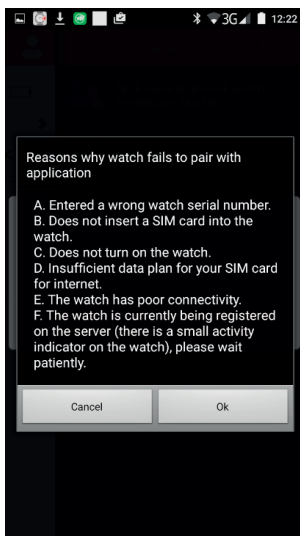 3G 12:22
Reasons why watch fails to pair with
application
A. Entered a wrong watch serial number.
B. Does not insert a SIM card into the
watch.
C. Does not turn on the watch.
D. Insufficient data plan for your SIM card
for internet.
E. The watch has poor connectivity.
F. The watch is currently being registered
on the server (there is a small activity
indicator on the watch), please wait
patiently.
Cancel Ok